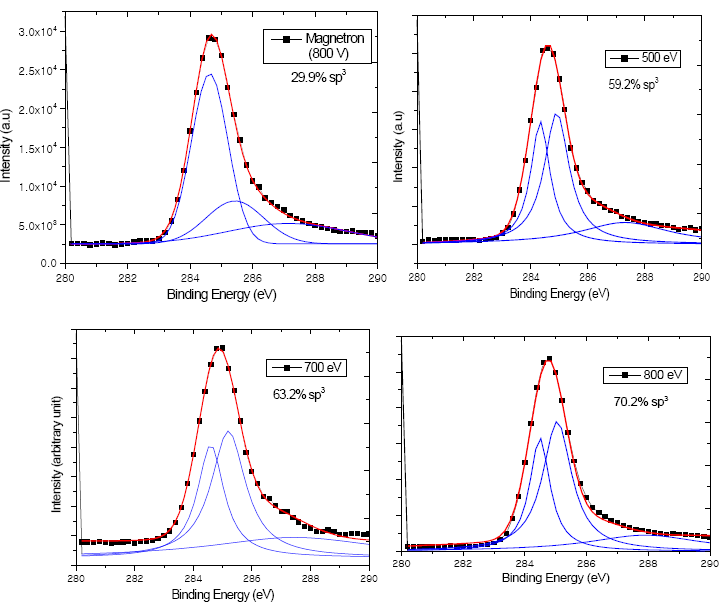 3.0x10⁴
2.5x10⁴
2.0x10⁴
1.5x10⁴
1.0x10⁴
5.0x10³
0.0
Intensity (a.u)
Magnetron
(800 V)
29.9% sp³
280 282 284 286 288 290
Binding Energy (eV)
Intensity (a.u)
500 eV
59.2% sp³
280 282 284 286 288 290
Binding Energy (eV)
Intensity (arbitrary unit)
700 eV
63.2% sp³
280 282 284 286 288 290
Binding Energy (eV)
800 eV
70.2% sp³
280 282 284 286 288 290
Binding Energy (eV)